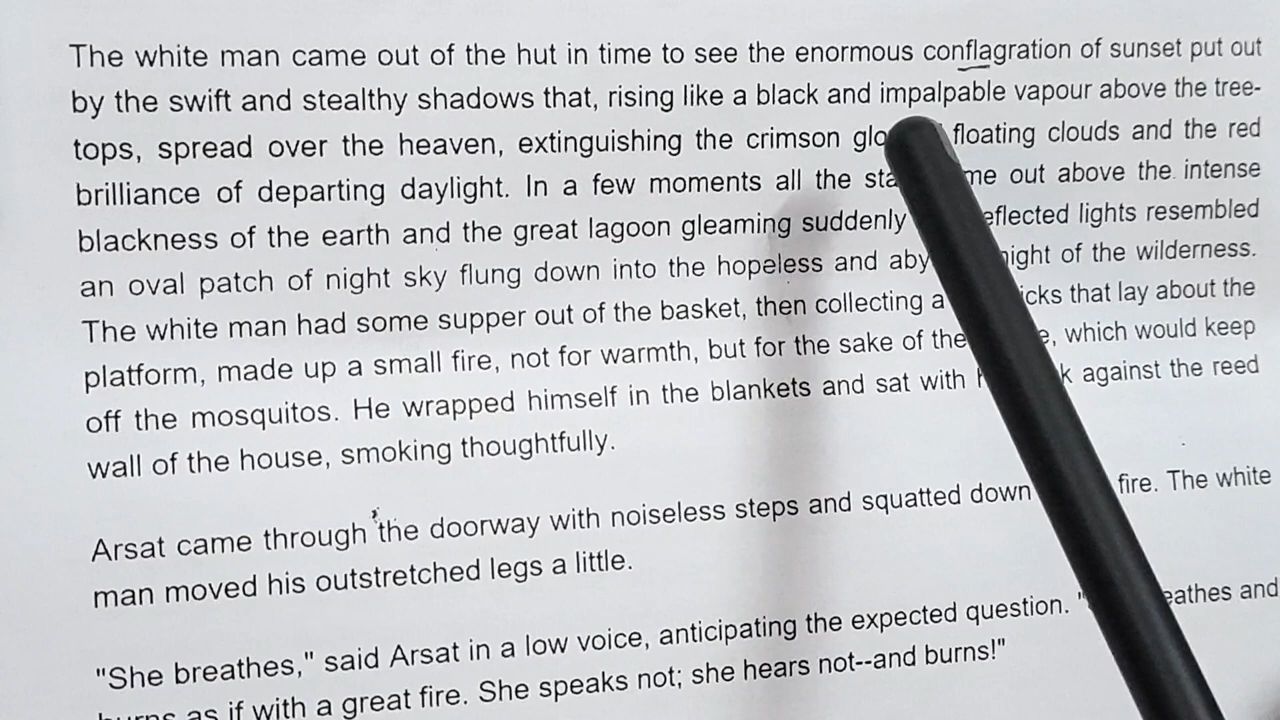 The white man came out of the hut in time to see the enormous conflagration of sunset put out
by the swift and stealthy shadows that, rising like a black and impalpable vapour above the tree-
tops, spread over the heaven, extinguishing the crimson floating clouds and the red
brilliance of departing daylight. In a few moments all the out above the intense
blackness of the earth and the great lagoon gleaming suddenly lights resembled
an oval patch of night sky flung down into the hopeless and of the wilderness.
The white man had some supper out of the basket, then collecting a that lay about the
platform, made up a small fire, not for warmth, but for the sake of the which would keep
off the mosquitos. He wrapped himself in the blankets and sat with against the reed
wall of the house, smoking thoughtfully.
Arsat came through the doorway with noiseless steps and squatted down fire. The white
man moved his outstretched legs a little.
"She breathes," said Arsat in a low voice, anticipating the expected question. " and
burns as if with a great fire. She speaks not; she hears not--and burns!"